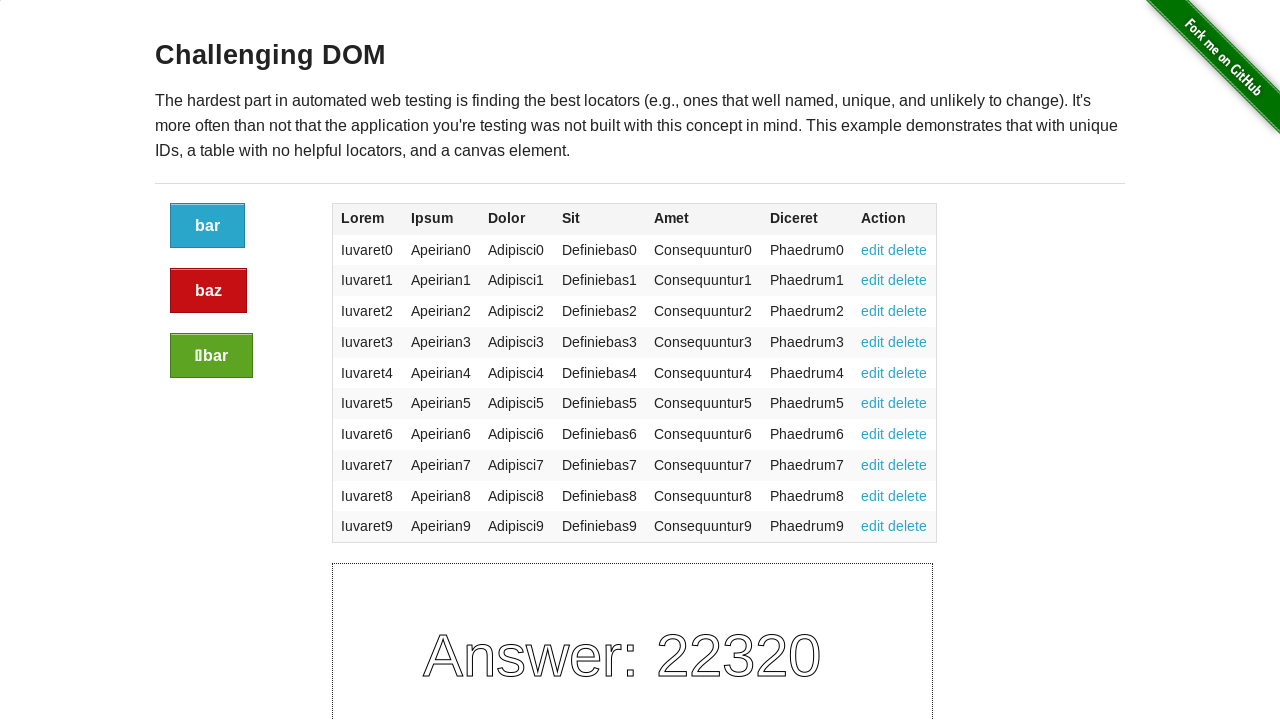 Fork me on GitHub
Challenging DOM
The hardest part in automated web testing is finding the best locators (e.g., ones that well named, unique, and unlikely to change). It's
more often than not that the application you're testing was not built with this concept in mind. This example demonstrates that with unique
IDs, a table with no helpful locators, and a canvas element.
bar
baz
bar
Lorem Ipsum Dolor Sit Amet Diceret Action
Iuvaret0 Apeirian0 Adipisci0 Definiebas0 Consequuntur0 Phaedrum0 edit delete
Iuvaret1 Apeirian1 Adipisci1 Definiebas1 Consequuntur1 Phaedrum1 edit delete
Iuvaret2 Apeirian2 Adipisci2 Definiebas2 Consequuntur2 Phaedrum2 edit delete
Iuvaret3 Apeirian3 Adipisci3 Definiebas3 Consequuntur3 Phaedrum3 edit delete
Iuvaret4 Apeirian4 Adipisci4 Definiebas4 Consequuntur4 Phaedrum4 edit delete
Iuvaret5 Apeirian5 Adipisci5 Definiebas5 Consequuntur5 Phaedrum5 edit delete
Iuvaret6 Apeirian6 Adipisci6 Definiebas6 Consequuntur6 Phaedrum6 edit delete
Iuvaret7 Apeirian7 Adipisci7 Definiebas7 Consequuntur7 Phaedrum7 edit delete
Iuvaret8 Apeirian8 Adipisci8 Definiebas8 Consequuntur8 Phaedrum8 edit delete
Iuvaret9 Apeirian9 Adipisci9 Definiebas9 Consequuntur9 Phaedrum9 edit delete
Answer: 22320